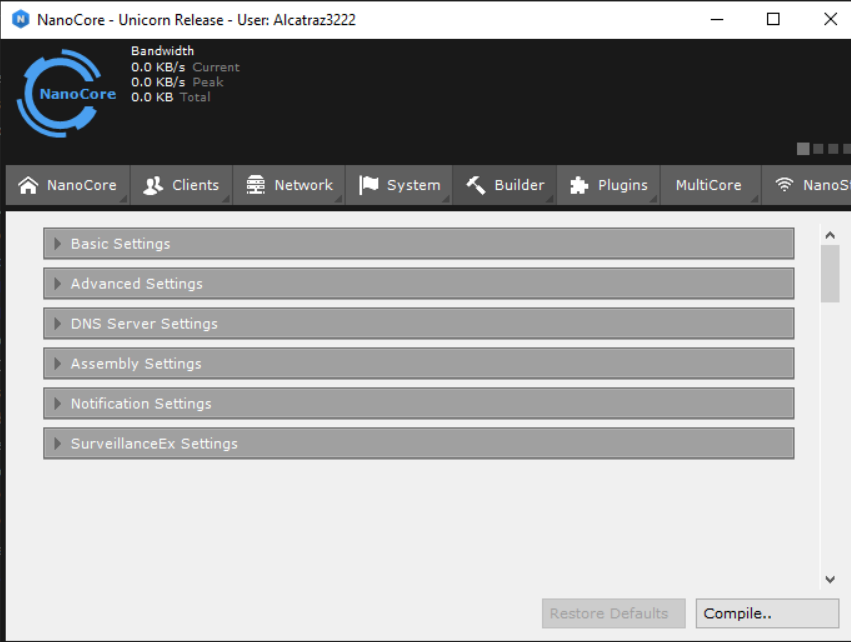 NanoCore - Unicorn Release - User: Alcatraz3222
NanoCore
Bandwidth
0.0 KB/s Current
0.0 KB/s Peak
0.0 KB Total
NanoCore Clients Network System Builder Plugins MultiCore NanoS
Basic Settings
Advanced Settings
DNS Server Settings
Assembly Settings
Notification Settings
SurveillanceEx Settings
Restore Defaults Compile..